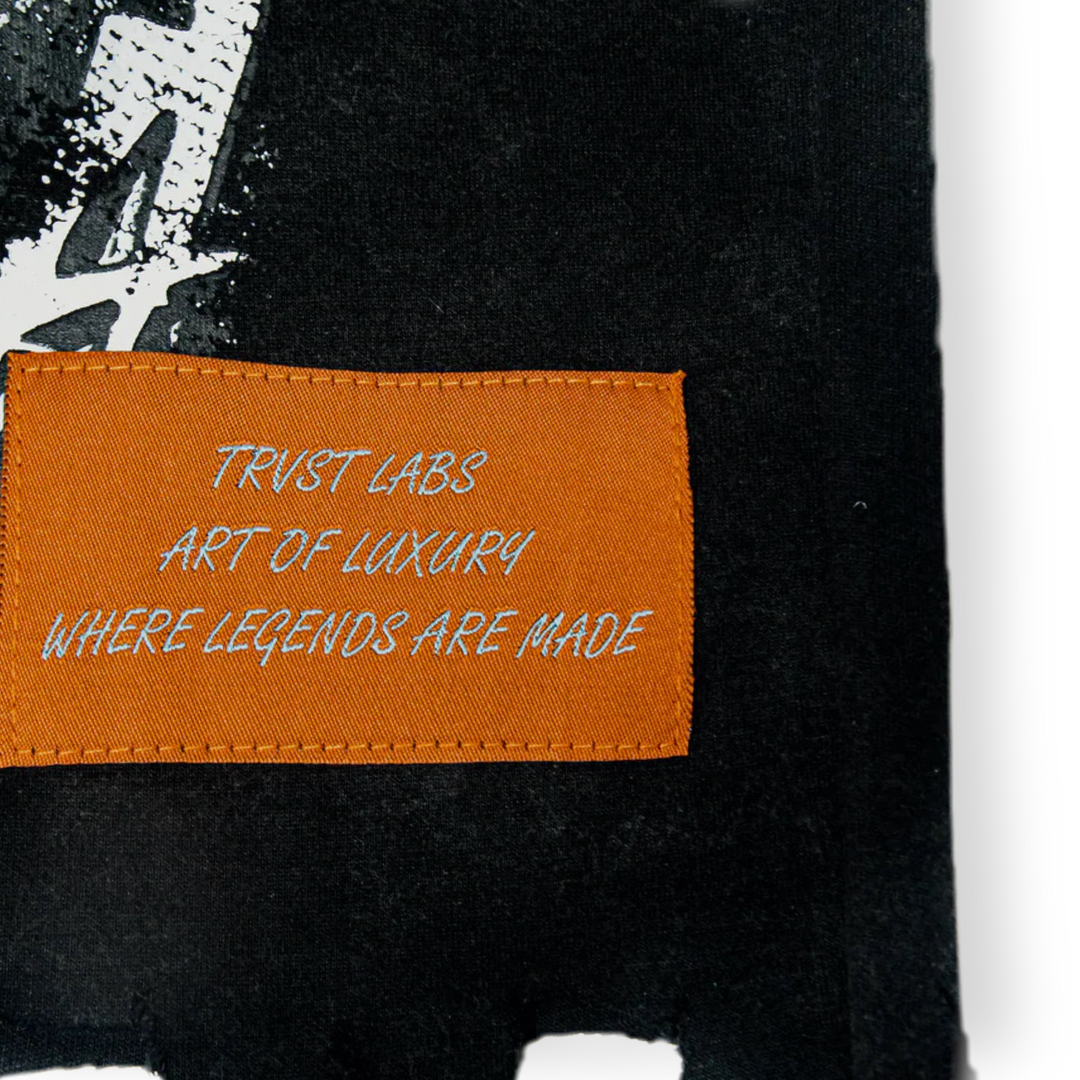 TRVST LABS
ART OF LUXURY
WHERE LEGENDS ARE MADE